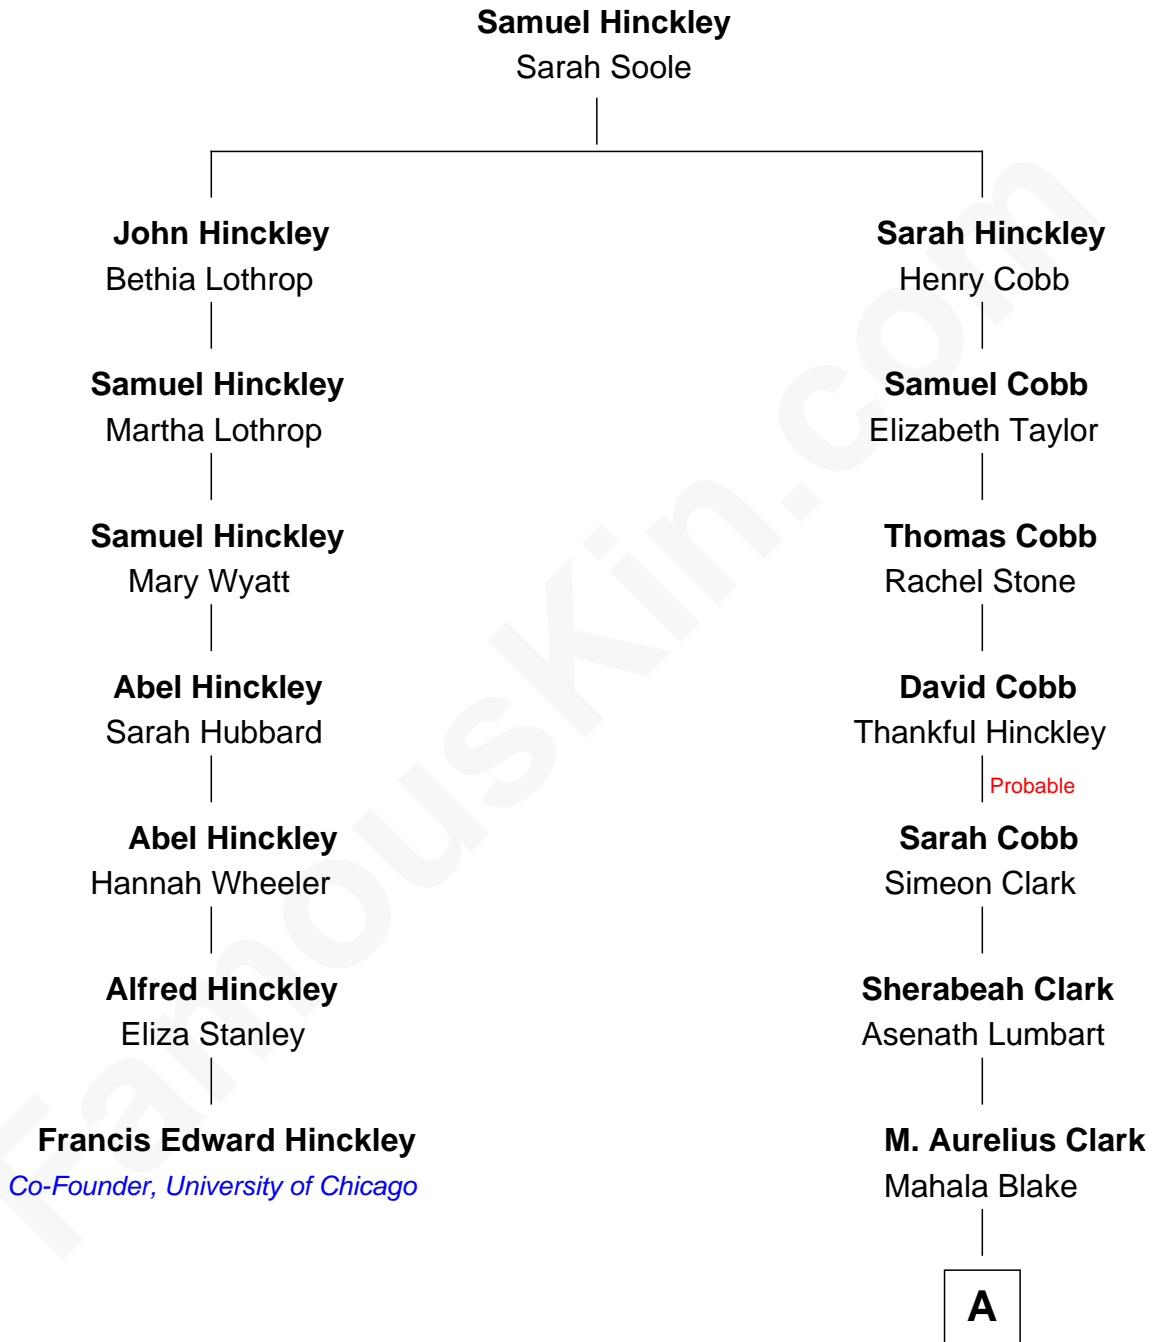 Samuel Hinckley
Sarah Soole
John Hinckley
Bethia Lothrop
Sarah Hinckley
Henry Cobb
Samuel Hinckley
Martha Lothrop
Samuel Cobb
Elizabeth Taylor
Samuel Hinckley
Mary Wyatt
Thomas Cobb
Rachel Stone
Abel Hinckley
Sarah Hubbard
David Cobb
Thankful Hinckley
Probable
Abel Hinckley
Hannah Wheeler
Sarah Cobb
Simeon Clark
Alfred Hinckley
Eliza Stanley
Sherabeah Clark
Asenath Lumbart
Francis Edward Hinckley
Co-Founder, University of Chicago
M. Aurelius Clark
Mahala Blake
A
FamousKin.com